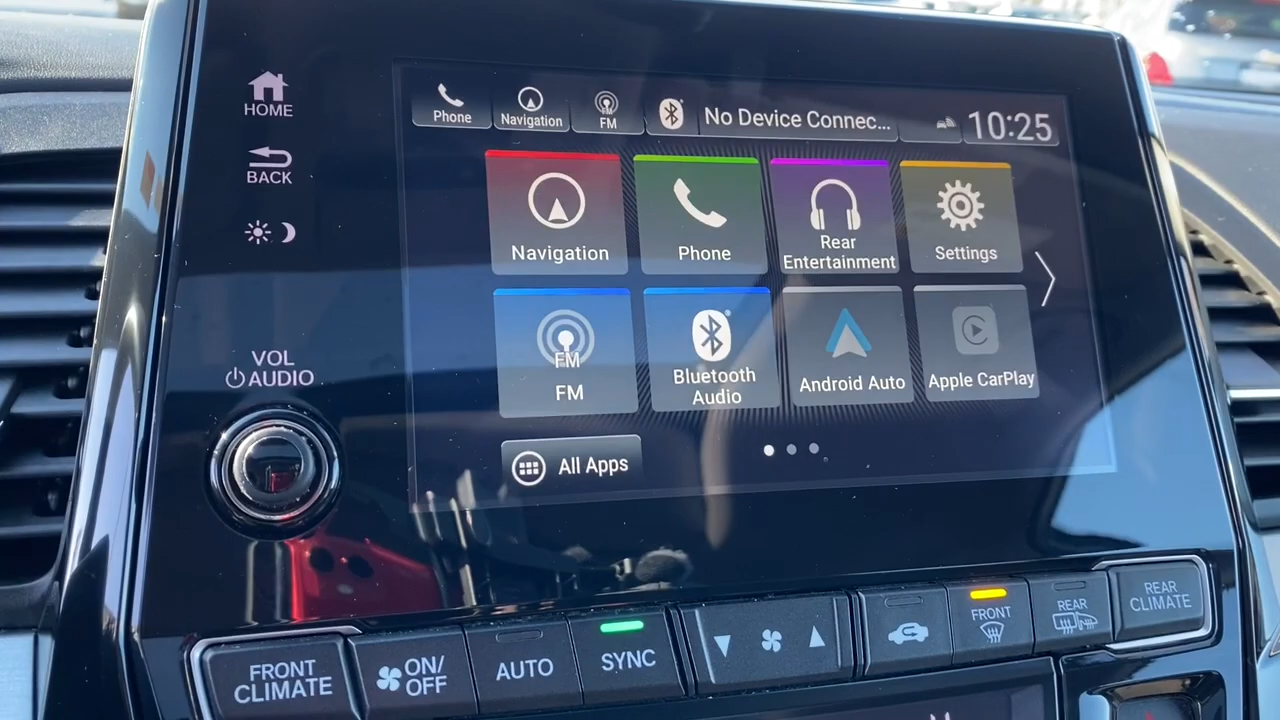 HOME
BACK
VOL
AUDIO
Phone
Navigation
FM
No Device Connec...
10:25
Navigation
Phone
Rear
Entertainment
Settings
FM
FM
Bluetooth
Audio
Android Auto
Apple CarPlay
All Apps
FRONT
CLIMATE
ON/
OFF
AUTO
SYNC
FRONT
REAR
REAR
CLIMATE